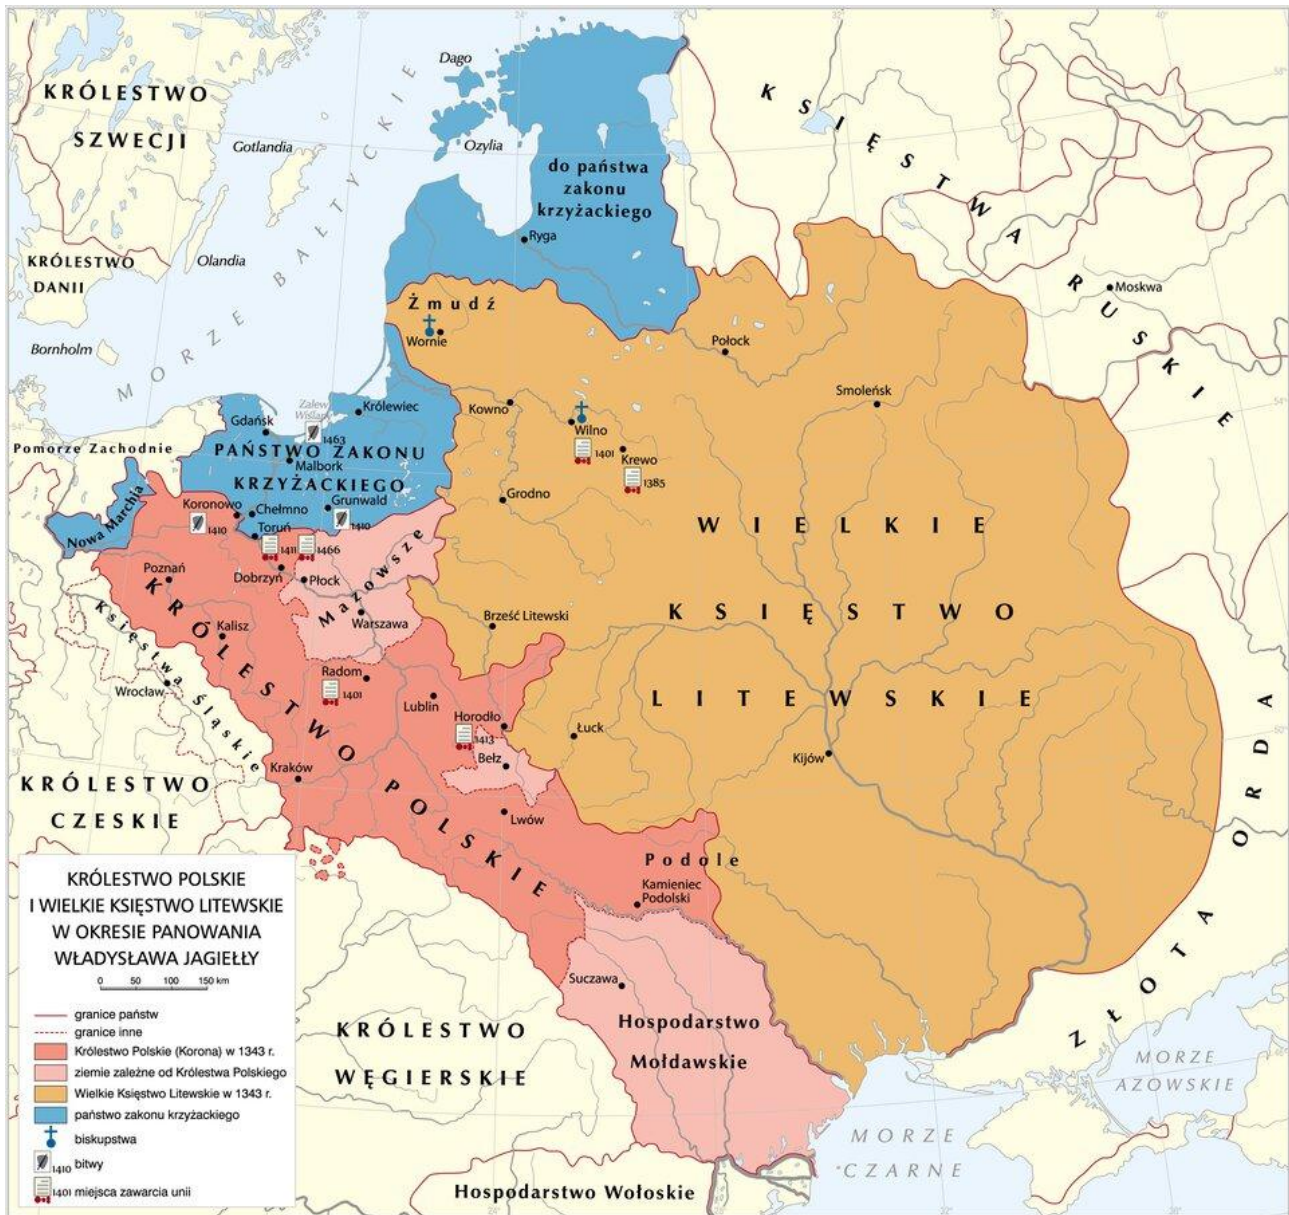 KRÓLESTWO
SZWECJI
Dago
Gotlandia
Ozylia
MORZE BAŁTYCKIE
do państwa
zakonu
krzyżackiego
KSIĘSTWA RUSKIE
KRÓLESTWO
DANII
Olandia
Ryga
Moskwa
Bornholm
Żmudź
Wornie
Połock
Smoleńsk
Zalew
Wiślany
Królewiec
Kowno
Gdańsk
1463
Wilno
1401
Krewo
1385
Pomorze Zachodnie
PAŃSTWO ZAKONU
Malbork
KRZYŻACKIEGO
Nowa Marchia
Koronowo
1410
Chełmno
Grunwald
1410
Toruń
1411
1466
Grodno
WIELKIE
KSIĘSTWO
LITEWSKIE
Poznań
Dobrzyń
Płock
Mazowsze
Warszawa
Brześć Litewski
Kalisz
Księstwa Śląskie
Wrocław
KRÓLESTWO POLSKIE
Radom
1401
Lublin
Horodło
1413
Bełz
Łuck
Kijów
Kraków
Lwów
KRÓLESTWO
CZESKIE
ZŁOTA ORDA
Podole
Kamieniec
Podolski
Suczawa
Hospodarstwo
Mołdawskie
KRÓLESTWO
WĘGIERSKIE
MORZE
AZOWSKIE
MORZE
CZARNE
Hospodarstwo Wołoskie
KRÓLESTWO POLSKIE
I WIELKIE KSIĘSTWO LITEWSKIE
W OKRESIE PANOWANIA
WŁADYSŁAWA JAGIEŁŁY
0 50 100 150 km
granice państw
granice inne
Królestwo Polskie (Korona) w 1343 r.
ziemie zależne od Królestwa Polskiego
Wielkie Księstwo Litewskie w 1343 r.
państwo zakonu krzyżackiego
biskupstwa
1410 bitwy
1401 miejsca zawarcia unii